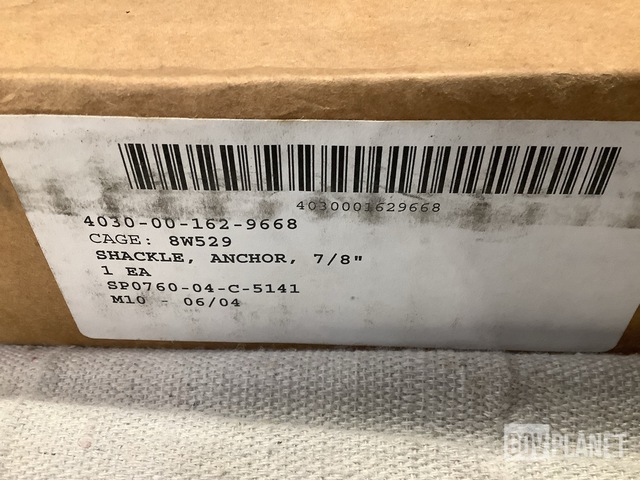 4030001629668
4030-00-162-9668
CAGE: 8W529
SHACKLE, ANCHOR, 7/8"
1 EA
SP0760-04-C-5141
M10 - 06/04
GOVPLANET